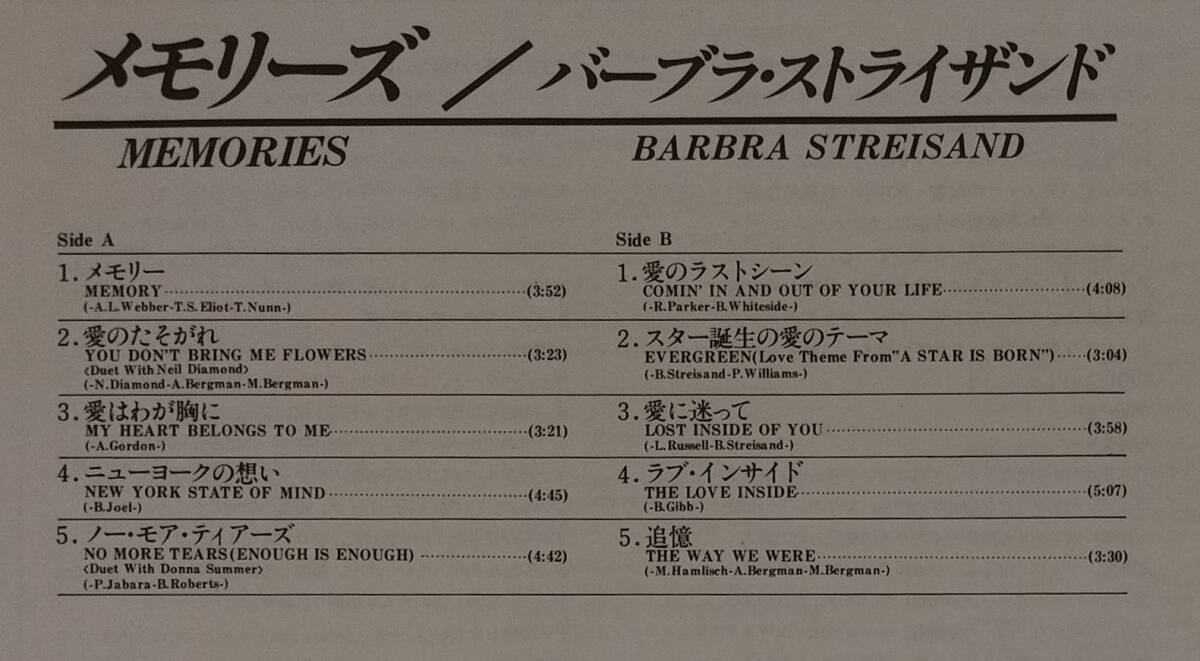 メモリーズ／バーブラ・ストライザンド
MEMORIES
BARBRA STREISAND
Side A
1. メモリー
MEMORY (3:52)
(-A.L.Webber-T.S.Eliot-T.Nunn-)
2. 愛のたそがれ
YOU DON'T BRING ME FLOWERS (3:23)
<Duet With Neil Diamond>
(-N.Diamond-A.Bergman-M.Bergman-)
3. 愛はわが胸に
MY HEART BELONGS TO ME (3:21)
(-A.Gordon-)
4. ニューヨークの想い
NEW YORK STATE OF MIND (4:45)
(-B.Joel-)
5. ノー・モア・ティアーズ
NO MORE TEARS(ENOUGH IS ENOUGH) (4:42)
<Duet With Donna Summer>
(-P.Jabara-B.Roberts-)
Side B
1. 愛のラストシーン
COMIN' IN AND OUT OF YOUR LIFE (4:08)
(-R.Parker-B.Whiteside-)
2. スター誕生の愛のテーマ
EVERGREEN(Love Theme From"A STAR IS BORN") (3:04)
(-B.Streisand-P.Williams-)
3. 愛に迷って
LOST INSIDE OF YOU (3:58)
(-L.Russell-B.Streisand-)
4. ラブ・インサイド
THE LOVE INSIDE (5:07)
(-B.Gibb-)
5. 追憶
THE WAY WE WERE (3:30)
(-M.Hamlisch-A.Bergman-M.Bergman-)